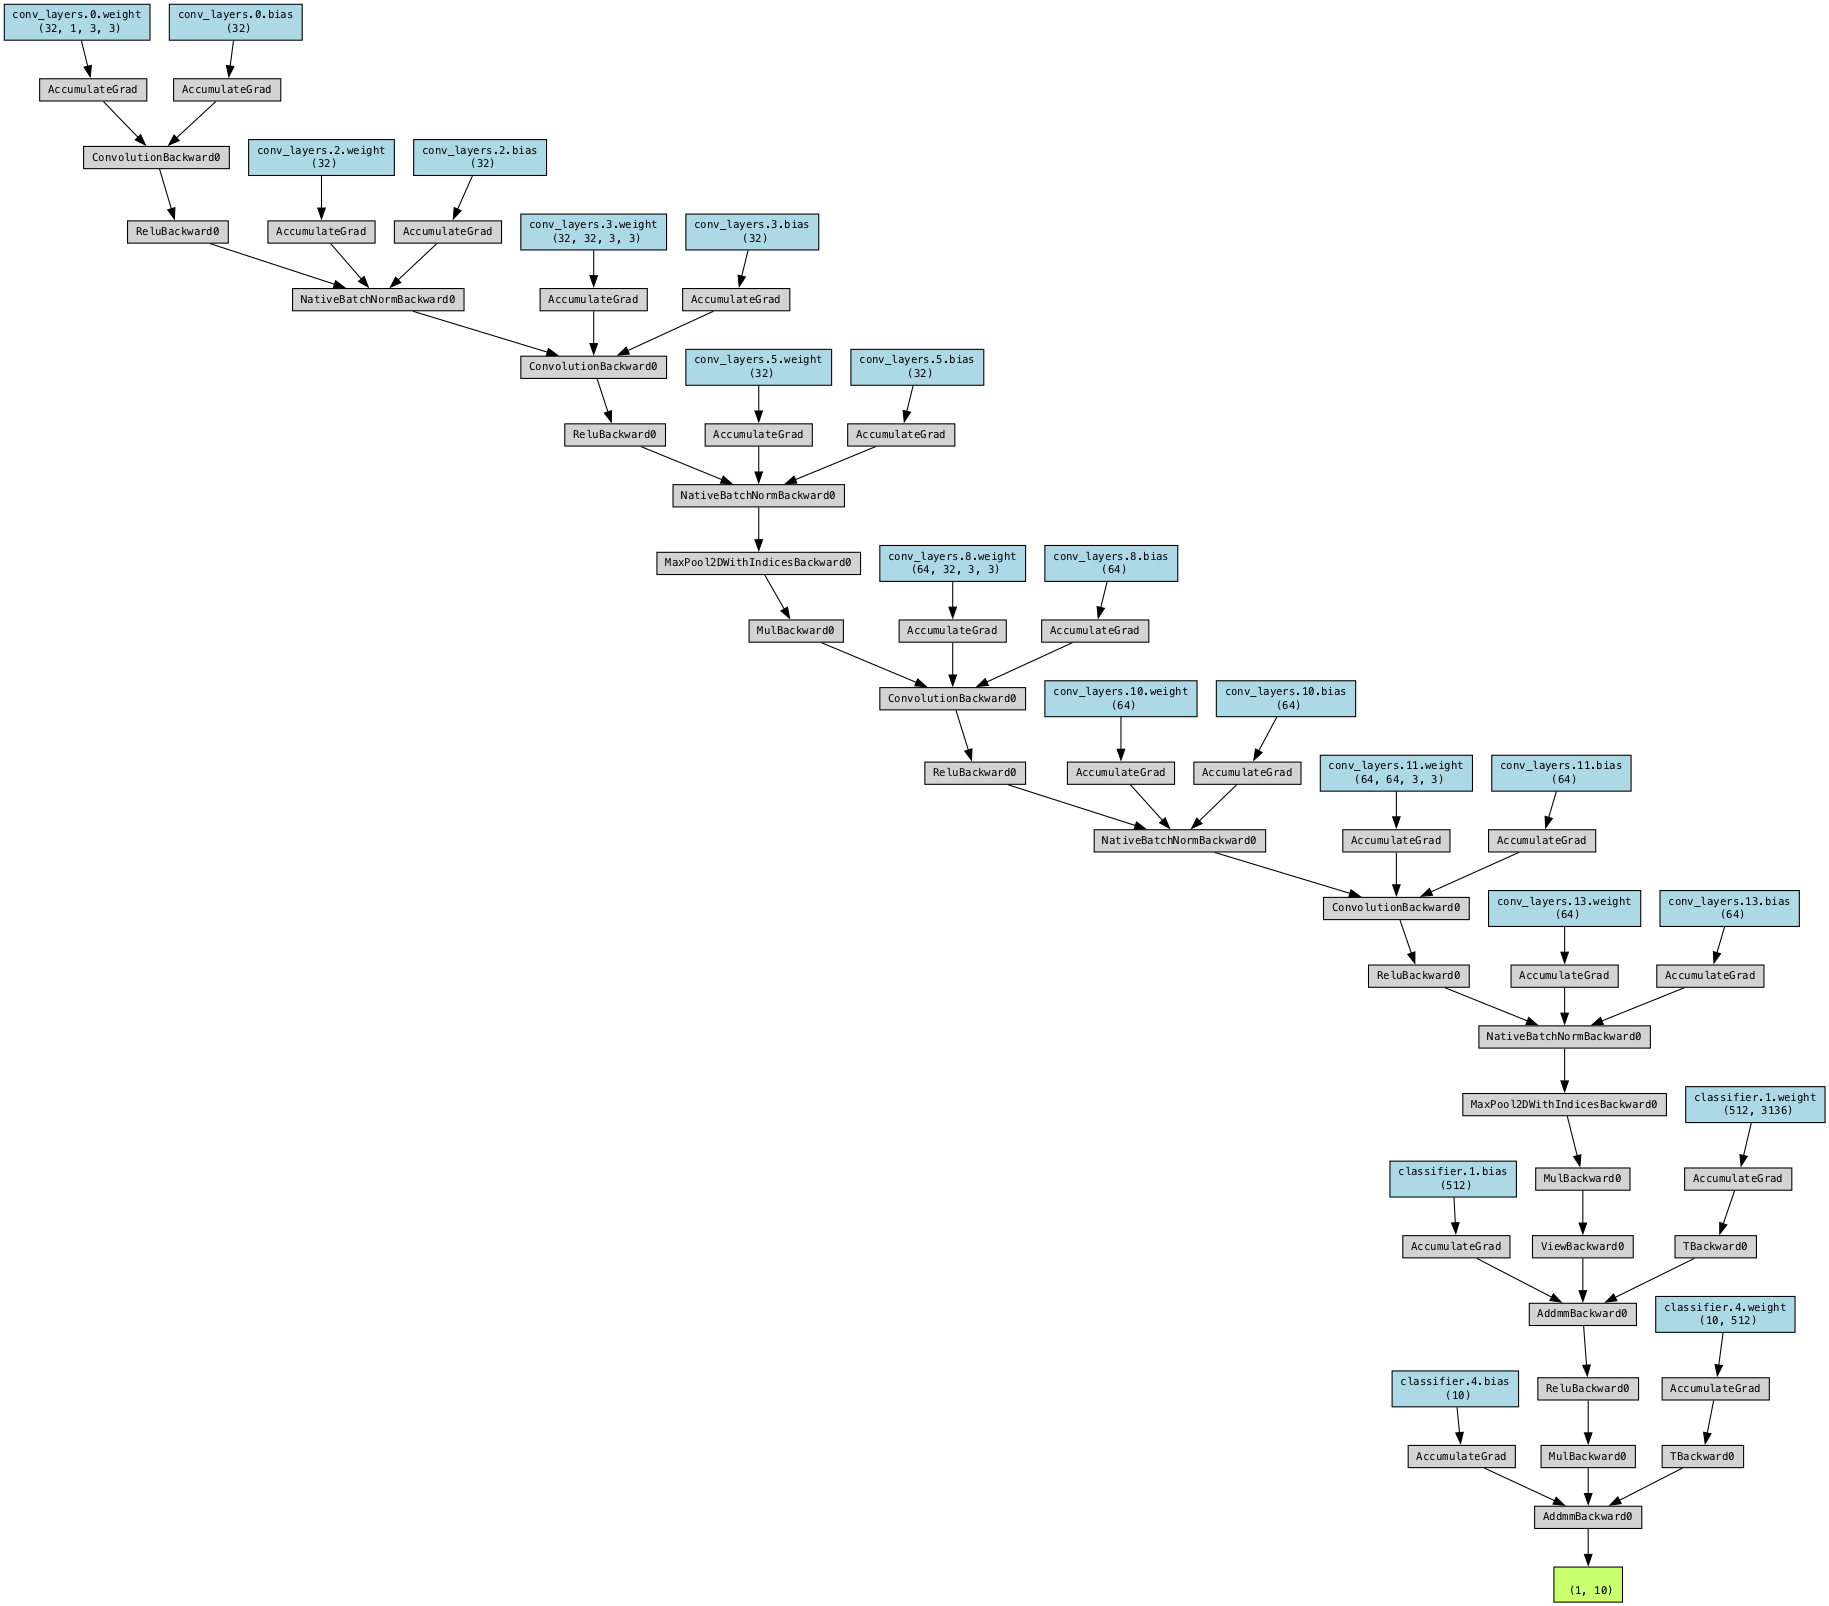 conv_layers.0.weight
(32, 1, 3, 3)
conv_layers.0.bias
(32)
AccumulateGrad
AccumulateGrad
ConvolutionBackward0
conv_layers.2.weight
(32)
conv_layers.2.bias
(32)
ReluBackward0
AccumulateGrad
AccumulateGrad
conv_layers.3.weight
(32, 32, 3, 3)
conv_layers.3.bias
(32)
NativeBatchNormBackward0
AccumulateGrad
AccumulateGrad
ConvolutionBackward0
conv_layers.5.weight
(32)
conv_layers.5.bias
(32)
ReluBackward0
AccumulateGrad
AccumulateGrad
NativeBatchNormBackward0
MaxPool2DWithIndicesBackward0
conv_layers.8.weight
(64, 32, 3, 3)
conv_layers.8.bias
(64)
MulBackward0
AccumulateGrad
AccumulateGrad
ConvolutionBackward0
conv_layers.10.weight
(64)
conv_layers.10.bias
(64)
ReluBackward0
AccumulateGrad
AccumulateGrad
conv_layers.11.weight
(64, 64, 3, 3)
conv_layers.11.bias
(64)
NativeBatchNormBackward0
AccumulateGrad
AccumulateGrad
ConvolutionBackward0
conv_layers.13.weight
(64)
conv_layers.13.bias
(64)
ReluBackward0
AccumulateGrad
AccumulateGrad
NativeBatchNormBackward0
MaxPool2DWithIndicesBackward0
classifier.1.weight
(512, 3136)
classifier.1.bias
(512)
MulBackward0
AccumulateGrad
AccumulateGrad
ViewBackward0
TBackward0
AddmmBackward0
classifier.4.weight
(10, 512)
classifier.4.bias
(10)
ReluBackward0
AccumulateGrad
AccumulateGrad
MulBackward0
TBackward0
AddmmBackward0
(1, 10)